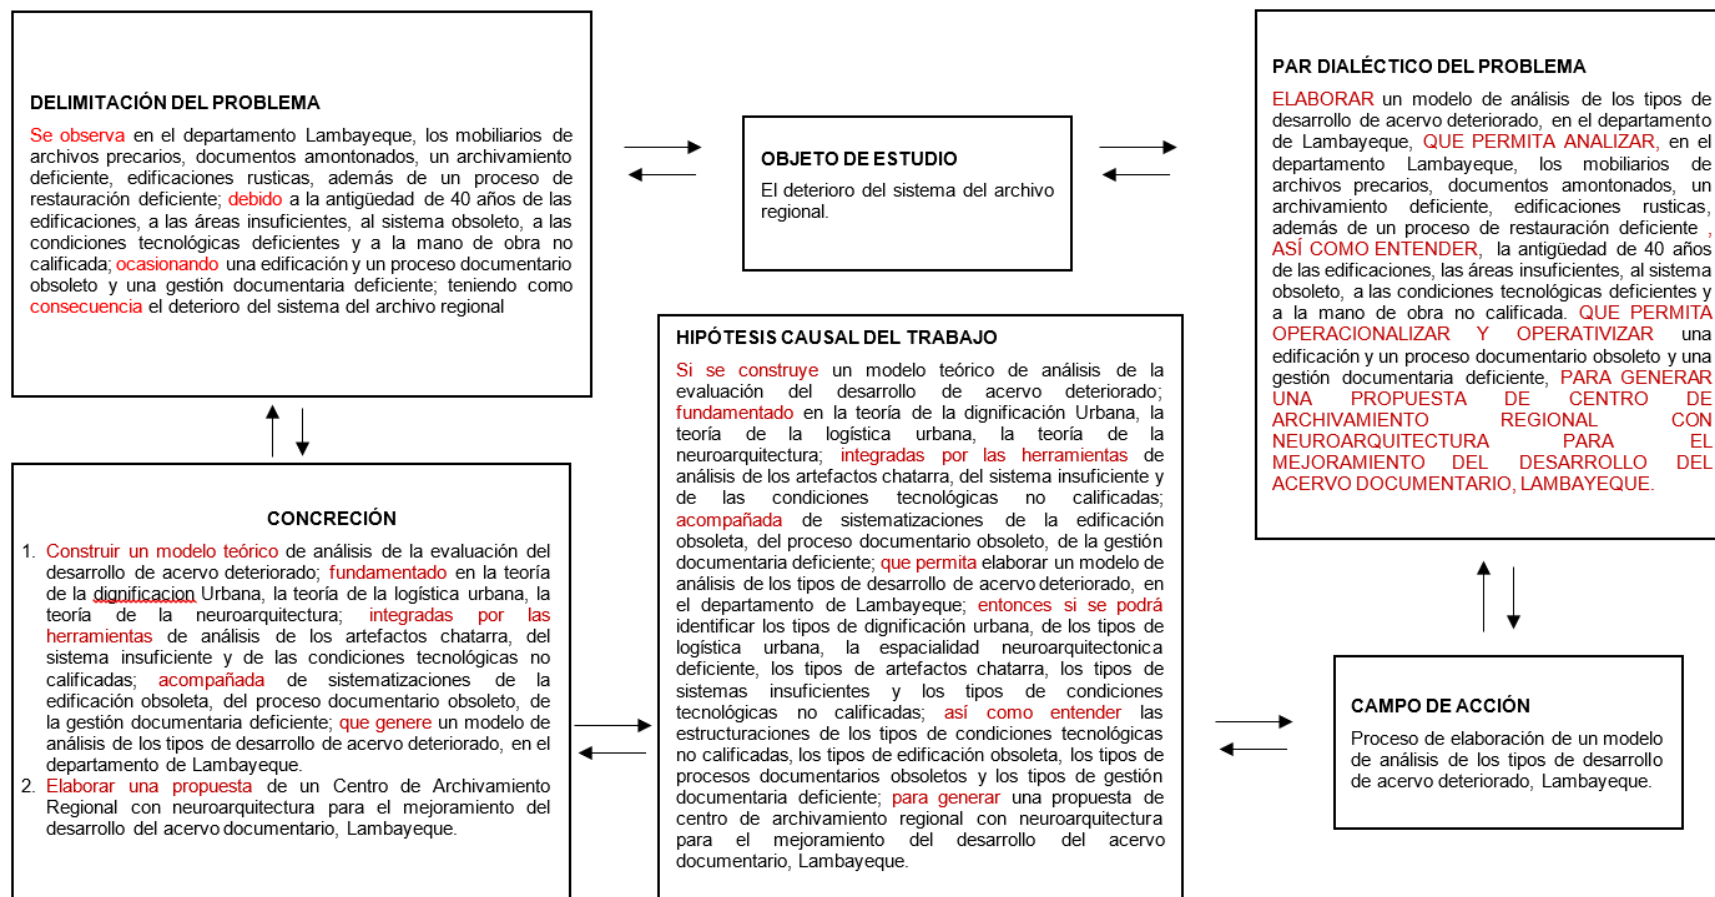 DELIMITACIÓN DEL PROBLEMA
Se observa en el departamento Lambayeque, los mobiliarios de
archivos precarios, documentos amontonados, un archivamiento
deficiente, edificaciones rusticas, además de un proceso de
restauración deficiente; debido a la antigüedad de 40 años de las
edificaciones, a las áreas insuficientes, al sistema obsoleto, a las
condiciones tecnológicas deficientes y a la mano de obra no
calificada; ocasionando una edificación y un proceso documentario
obsoleto y una gestión documentaria deficiente; teniendo como
consecuencia el deterioro del sistema del archivo regional
OBJETO DE ESTUDIO
El deterioro del sistema del archivo
regional.
PAR DIALÉCTICO DEL PROBLEMA
ELABORAR un modelo de análisis de los tipos de
desarrollo de acervo deteriorado, en el departamento
de Lambayeque, QUE PERMITA ANALIZAR, en el
departamento Lambayeque, los mobiliarios de
archivos precarios, documentos amontonados, un
archivamiento deficiente, edificaciones rusticas,
además de un proceso de restauración deficiente ,
ASÍ COMO ENTENDER, la antigüedad de 40 años
de las edificaciones, las áreas insuficientes, al sistema
obsoleto, a las condiciones tecnológicas deficientes y
a la mano de obra no calificada. QUE PERMITA
OPERACIONALIZAR Y OPERATIVIZAR una
edificación y un proceso documentario obsoleto y una
gestión documentaria deficiente, PARA GENERAR
UNA PROPUESTA DE CENTRO DE
ARCHIVAMIENTO REGIONAL CON
NEUROARQUITECTURA PARA EL
MEJORAMIENTO DEL DESARROLLO DEL
ACERVO DOCUMENTARIO, LAMBAYEQUE.
CONCRECIÓN
1. Construir un modelo teórico de análisis de la evaluación del
desarrollo de acervo deteriorado; fundamentado en la teoría
de la dignificacion Urbana, la teoría de la logística urbana, la
teoría de la neuroarquitectura; integradas por las
herramientas de análisis de los artefactos chatarra, del
sistema insuficiente y de las condiciones tecnológicas no
calificadas; acompañada de sistematizaciones de la
edificación obsoleta, del proceso documentario obsoleto, de
la gestión documentaria deficiente; que genere un modelo de
análisis de los tipos de desarrollo de acervo deteriorado, en el
departamento de Lambayeque.
2. Elaborar una propuesta de un Centro de Archivamiento
Regional con neuroarquitectura para el mejoramiento del
desarrollo del acervo documentario, Lambayeque.
HIPÓTESIS CAUSAL DEL TRABAJO
Si se construye un modelo teórico de análisis de la
evaluación del desarrollo de acervo deteriorado;
fundamentado en la teoría de la dignificación Urbana, la
teoría de la logística urbana, la teoría de la
neuroarquitectura; integradas por las herramientas de
análisis de los artefactos chatarra, del sistema insuficiente y
de las condiciones tecnológicas no calificadas;
acompañada de sistematizaciones de la edificación
obsoleta, del proceso documentario obsoleto, de la gestión
documentaria deficiente; que permita elaborar un modelo de
análisis de los tipos de desarrollo de acervo deteriorado, en
el departamento de Lambayeque; entonces si se podrá
identificar los tipos de dignificación urbana, de los tipos de
logística urbana, la espacialidad neuroarquitectonica
deficiente, los tipos de artefactos chatarra, los tipos de
sistemas insuficientes y los tipos de condiciones
tecnológicas no calificadas; así como entender las
estructuraciones de los tipos de condiciones tecnológicas
no calificadas, los tipos de edificación obsoleta, los tipos de
procesos documentarios obsoletos y los tipos de gestión
documentaria deficiente; para generar una propuesta de
centro de archivamiento regional con neuroarquitectura
para el mejoramiento del desarrollo del acervo
documentario, Lambayeque.
CAMPO DE ACCIÓN
Proceso de elaboración de un modelo
de análisis de los tipos de desarrollo
de acervo deteriorado, Lambayeque.